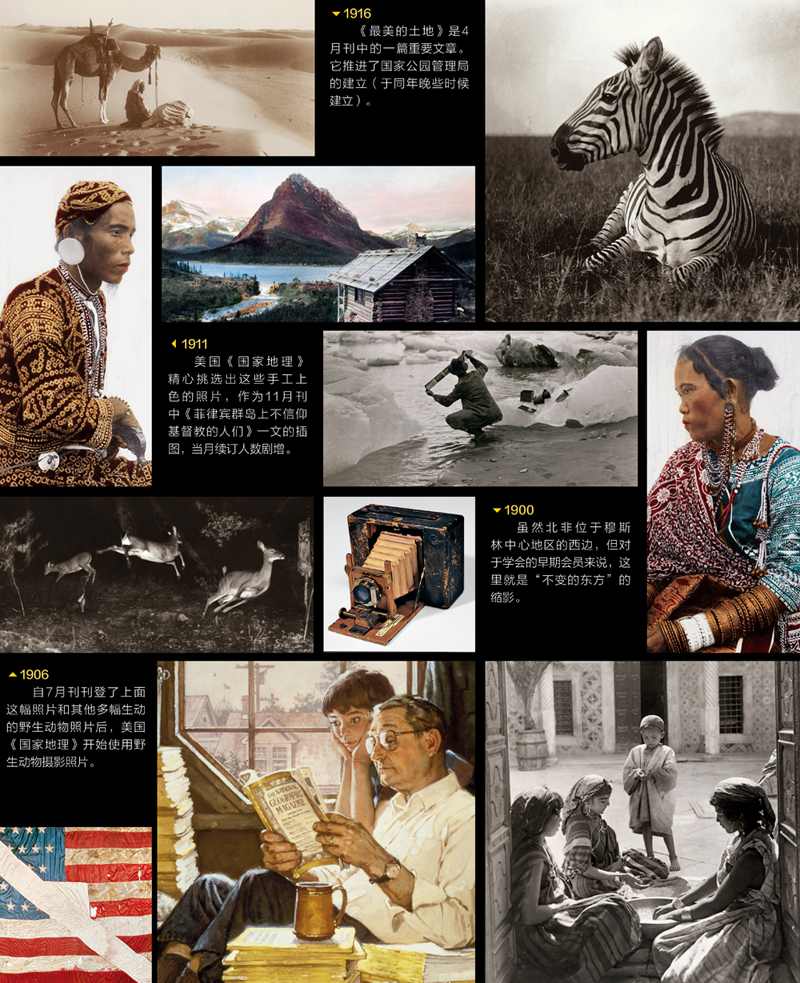 1916
《最美的土地》是4
月刊中的一篇重要文章。
它推进了国家公园管理局
的建立（于同年晚些时候
建立）。
1911
美国《国家地理》
精心挑选出这些手工上
色的照片，作为11月刊
中《菲律宾群岛上不信仰
基督教的人们》一文的插
图，当月续订人数剧增。
1900
虽然北非位于穆斯
林中心地区的西边，但对
于学会的早期会员来说，这
里就是“不变的东方”的
缩影。
1906
自7月刊刊登了上面
这幅照片和其他多幅生动
的野生动物照片后，美国
《国家地理》开始使用野
生动物摄影照片。
THE NATIONAL
GEOGRAPHIC
MAGAZINE